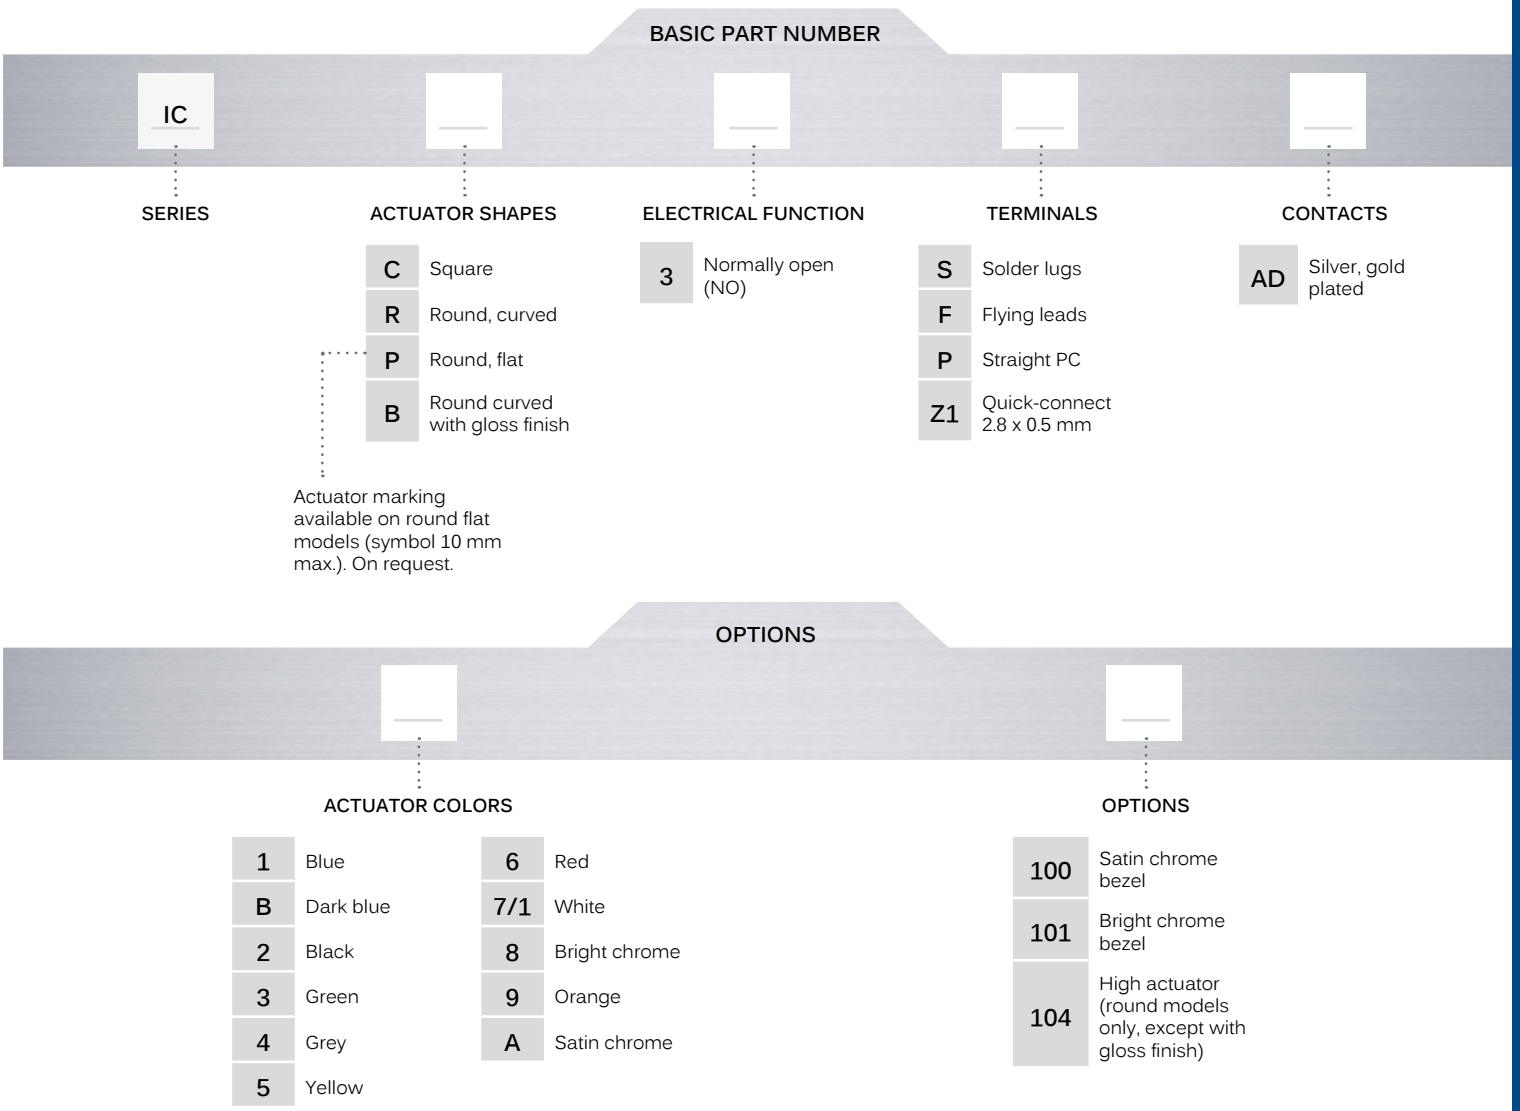 BASIC PART NUMBER
IC
SERIES
ACTUATOR SHAPES
C Square
R Round, curved
P Round, flat
B Round curved
with gloss finish
Actuator marking
available on round flat
models (symbol 10 mm
max.). On request.
ELECTRICAL FUNCTION
3 Normally open
(NO)
TERMINALS
S Solder lugs
F Flying leads
P Straight PC
Z1 Quick-connect
2.8 x 0.5 mm
CONTACTS
AD Silver, gold
plated
OPTIONS
ACTUATOR COLORS
1 Blue
B Dark blue
2 Black
3 Green
4 Grey
5 Yellow
6 Red
7/1 White
8 Bright chrome
9 Orange
A Satin chrome
OPTIONS
100 Satin chrome
bezel
101 Bright chrome
bezel
104 High actuator
(round models
only, except with
gloss finish)